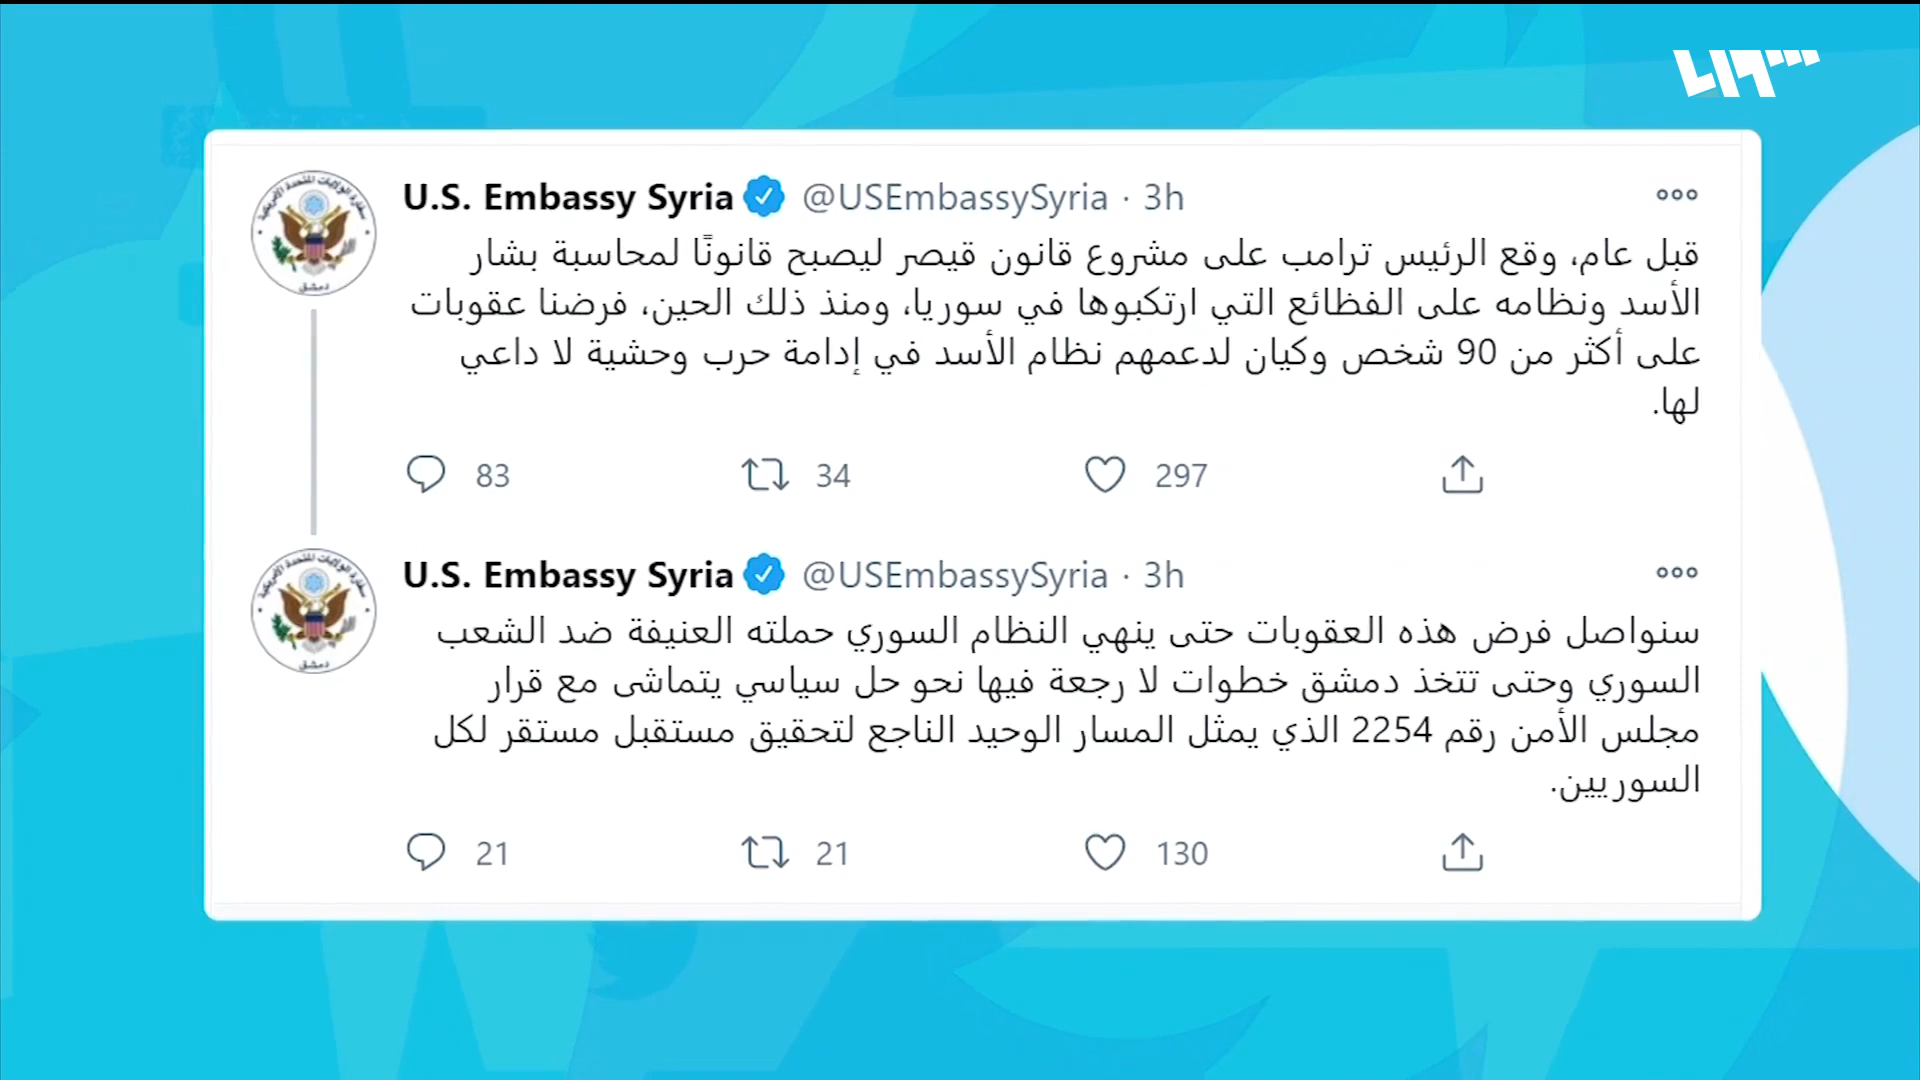 U.S. Embassy Syria @USEmbassySyria · 3h
قبل عام، وقع الرئيس ترامب على مشروع قانون قيصر ليصبح قانونًا لمحاسبة بشار
الأسد ونظامه على الفظائع التي ارتكبوها في سوريا، ومنذ ذلك الحين، فرضنا عقوبات
على أكثر من 90 شخص وكيان لدعمهم نظام الأسد في إدامة حرب وحشية لا داعي
لها.
83 34 297
U.S. Embassy Syria @USEmbassySyria · 3h
سنواصل فرض هذه العقوبات حتى ينهي النظام السوري حملته العنيفة ضد الشعب
السوري وحتى تتخذ دمشق خطوات لا رجعة فيها نحو حل سياسي يتماشى مع قرار
مجلس الأمن رقم 2254 الذي يمثل المسار الوحيد الناجع لتحقيق مستقبل مستقر لكل
السوريين.
21 21 130